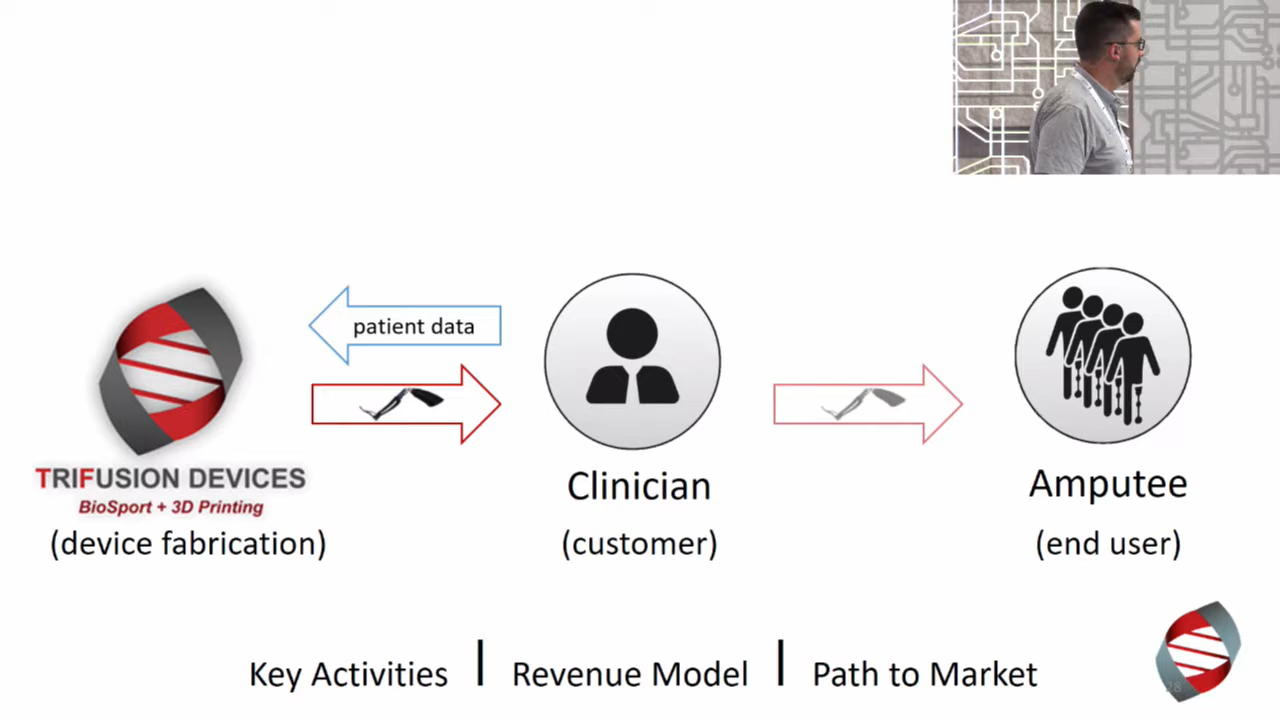 patient data
TRIFUSION DEVICES
BioSport + 3D Printing
(device fabrication)
Clinician
(customer)
Amputee
(end user)
Key Activities | Revenue Model | Path to Market
28